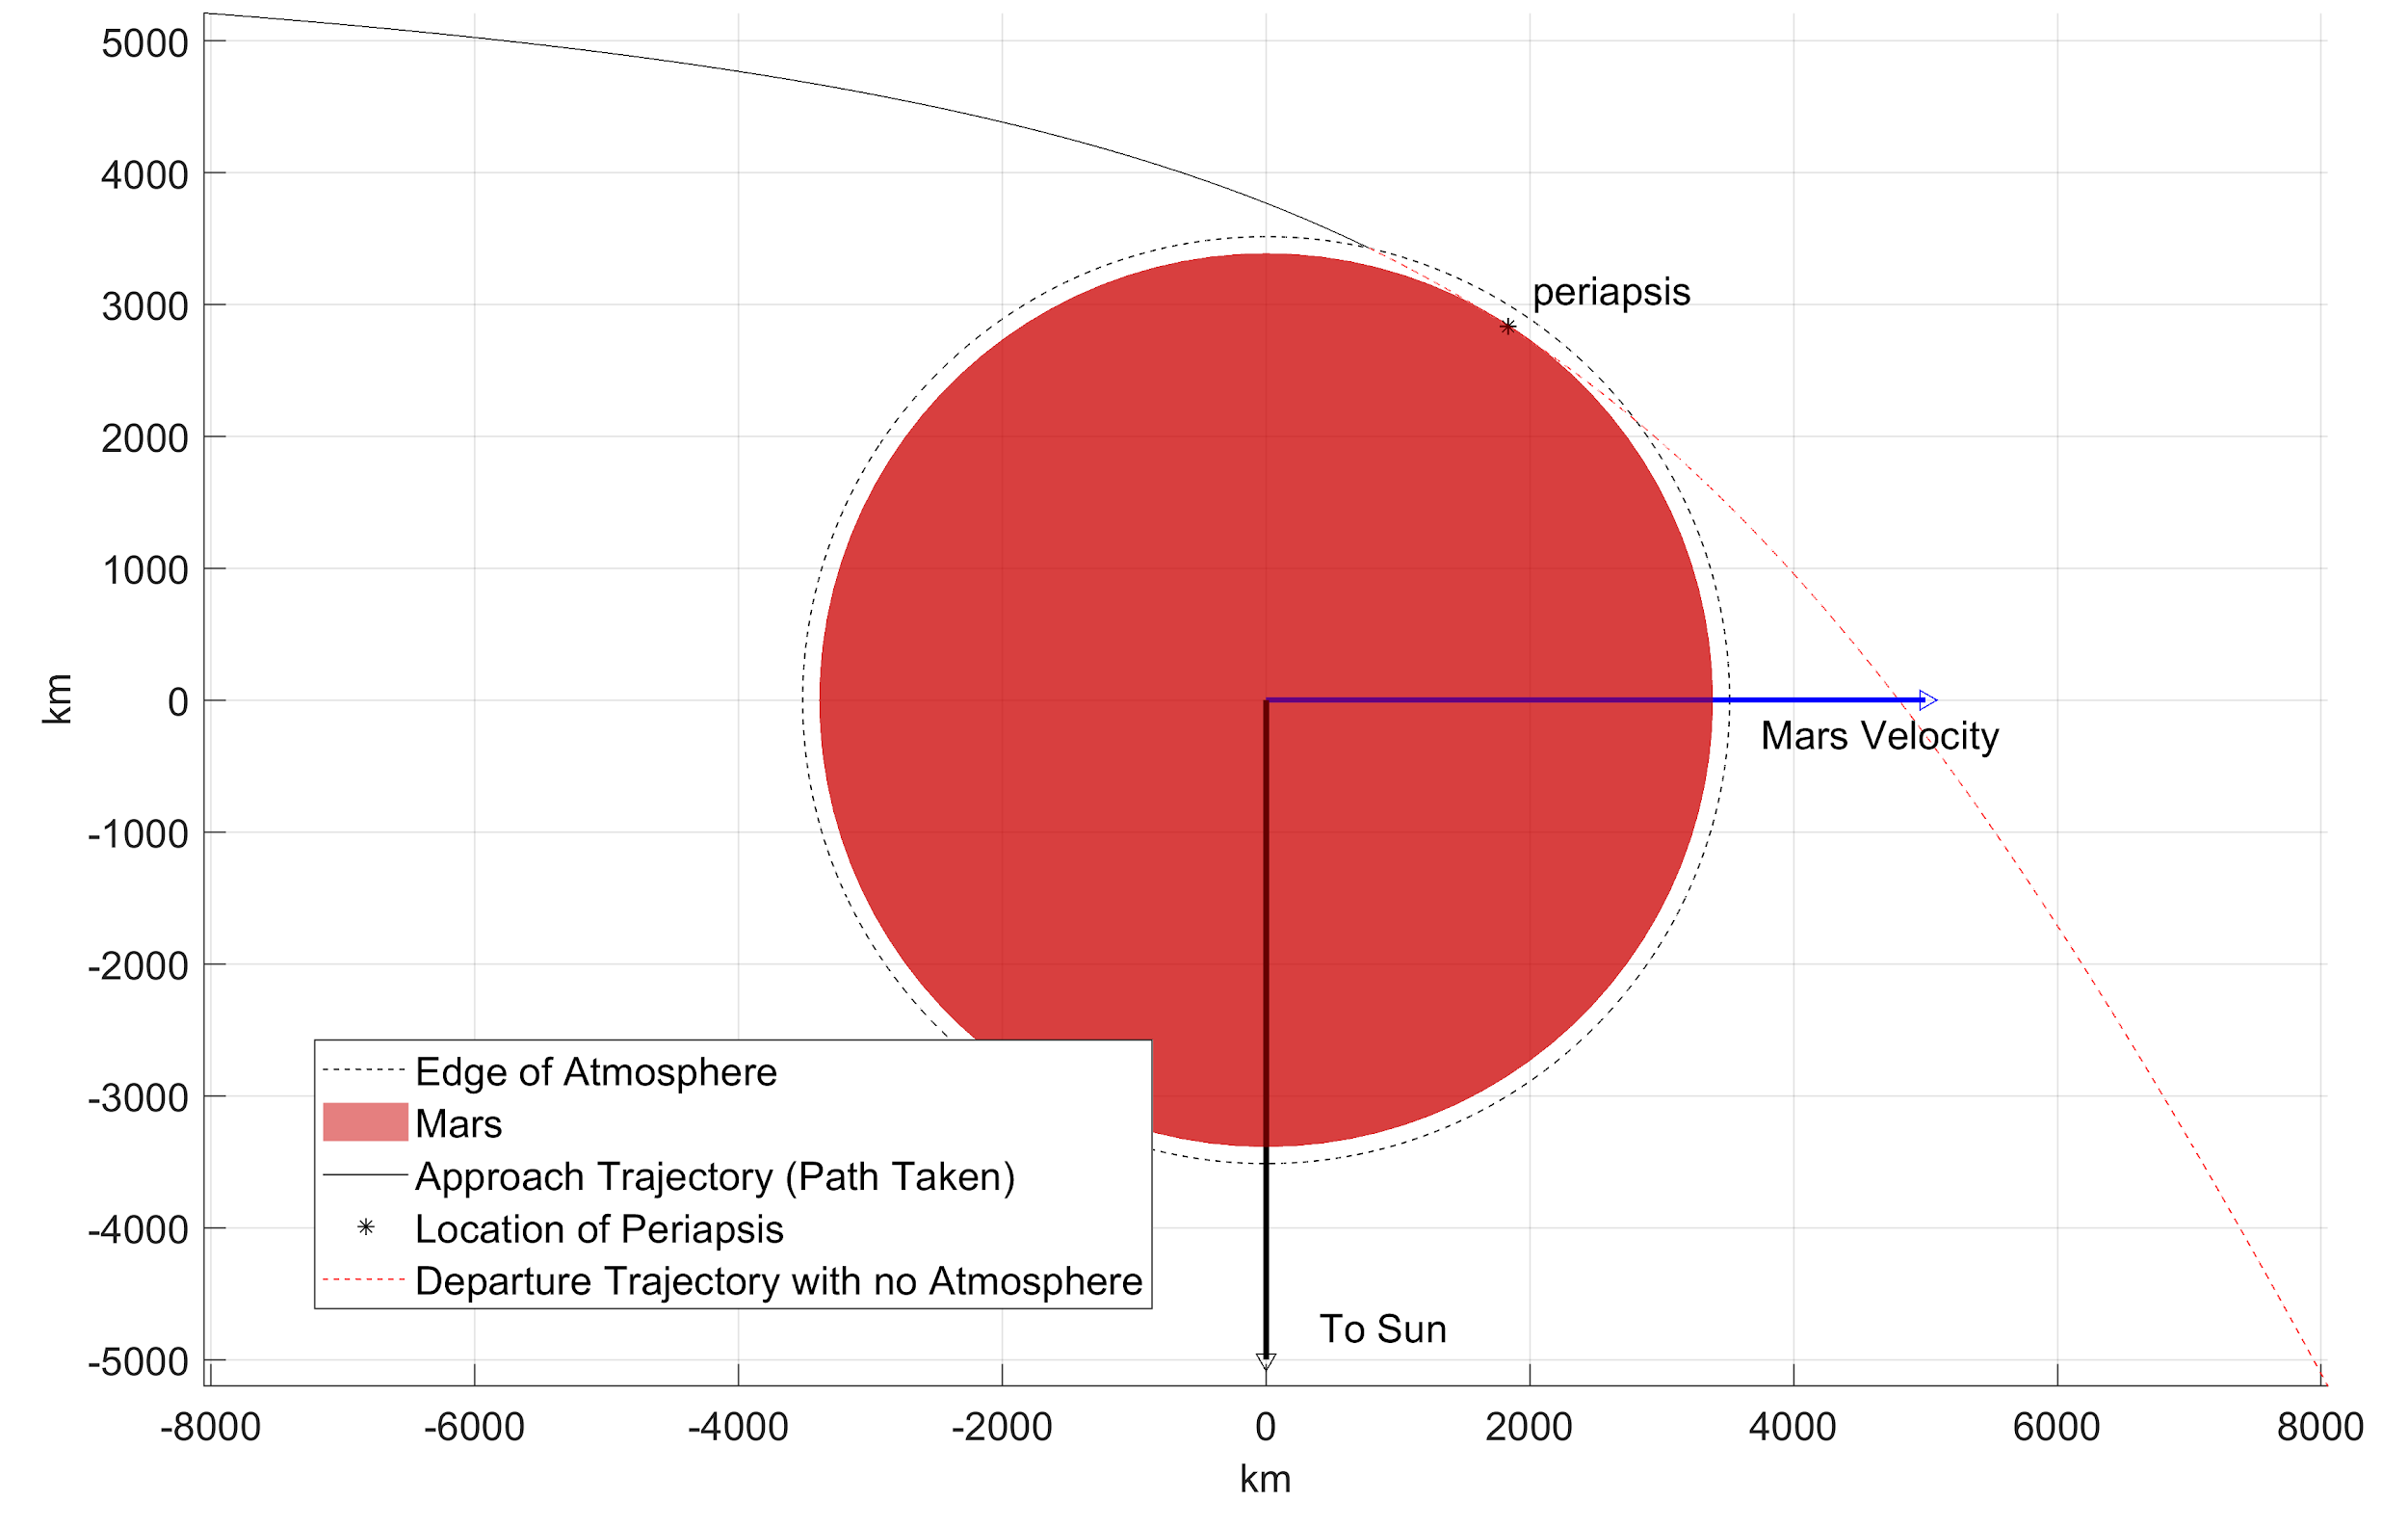 5000
4000
3000
2000
1000
0
-1000
-2000
-3000
-4000
-5000
km
periapsis
Mars Velocity
To Sun
Edge of Atmosphere
Mars
Approach Trajectory (Path Taken)
Location of Periapsis
Departure Trajectory with no Atmosphere
-8000 -6000 -4000 -2000 0 2000 4000 6000 8000
km